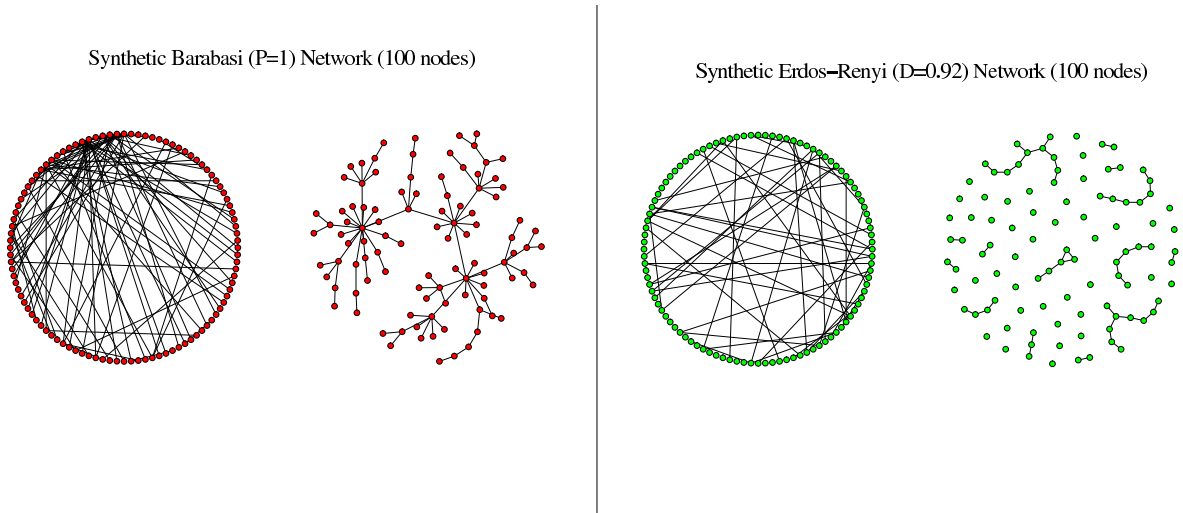 Synthetic Barabasi (P=1) Network (100 nodes)
Synthetic Erdos−Renyi (D=0.92) Network (100 nodes)